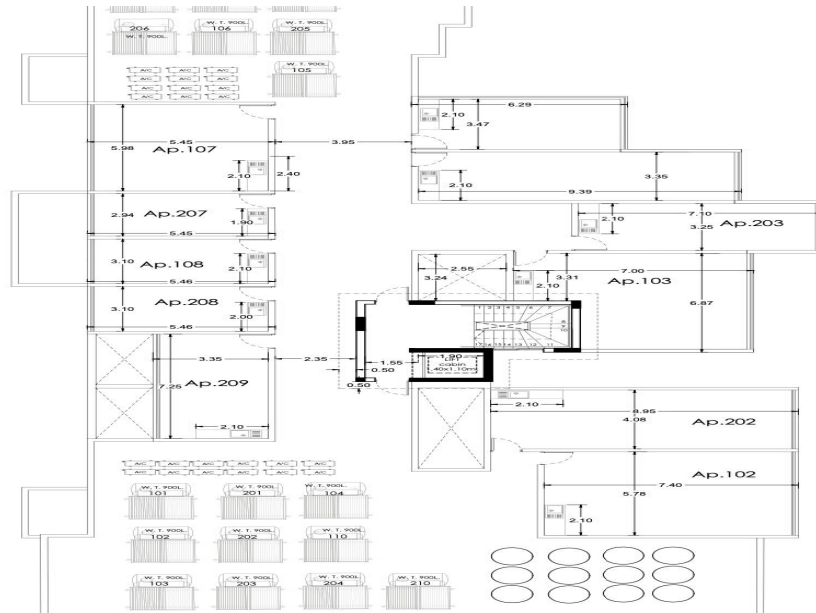 W. T. 900L.
206
W. T. 900L.
W. T. 900L.
106
W. T. 900L.
205
A/C A/C A/C
A/C A/C A/C
A/C A/C A/C
A/C A/C A/C
W. T. 900L.
105
6.29
2.10
3.47
5.45
3.95
5.98
Ap.107
2.10
2.40
3.35
2.10
9.39
2.94
Ap.207
1.90
5.45
7.10
2.10
Ap.203
3.25
3.10
Ap.108
2.10
5.46
2.55
3.24
3.31
7.00
2.10
Ap.103
6.87
3.10
Ap.208
2.00
5.46
3.35
2.35
7.25
Ap.209
1.55
0.50
0.50
1.90
LIFT
cabin
1.40x1.10m
2.10
2.10
8.95
4.08
Ap.202
Ap.102
7.40
5.78
2.10
A/C A/C A/C A/C A/C A/C
A/C A/C A/C A/C A/C A/C
W. T. 900L.
101
W. T. 900L.
201
W. T. 900L.
104
W. T. 900L.
102
W. T. 900L.
202
W. T. 900L.
110
W. T. 900L.
103
W. T. 900L.
203
W. T. 900L.
204
W. T. 900L.
210